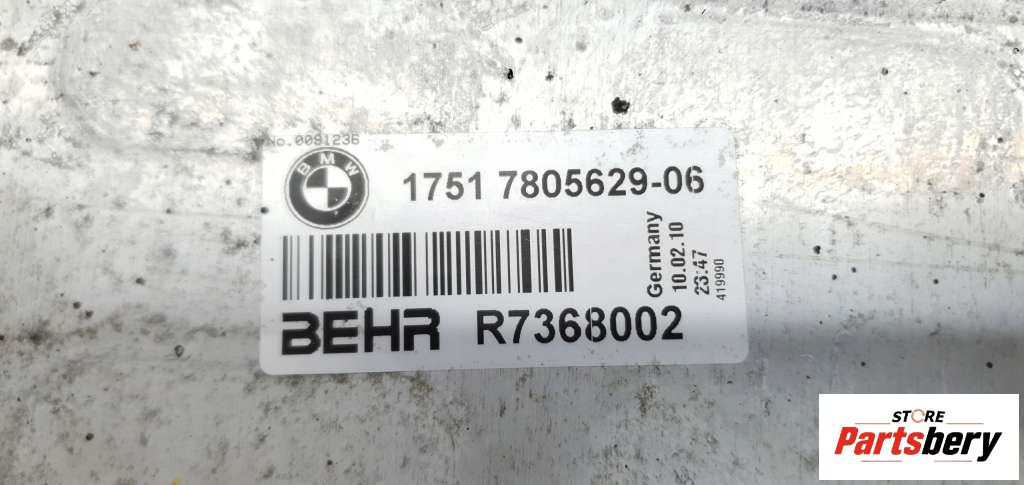 No.0091236
BMW
1751 7805629-06
Germany
10.02.10
23:47
419990
BEHR R7368002
STORE
Partsbery